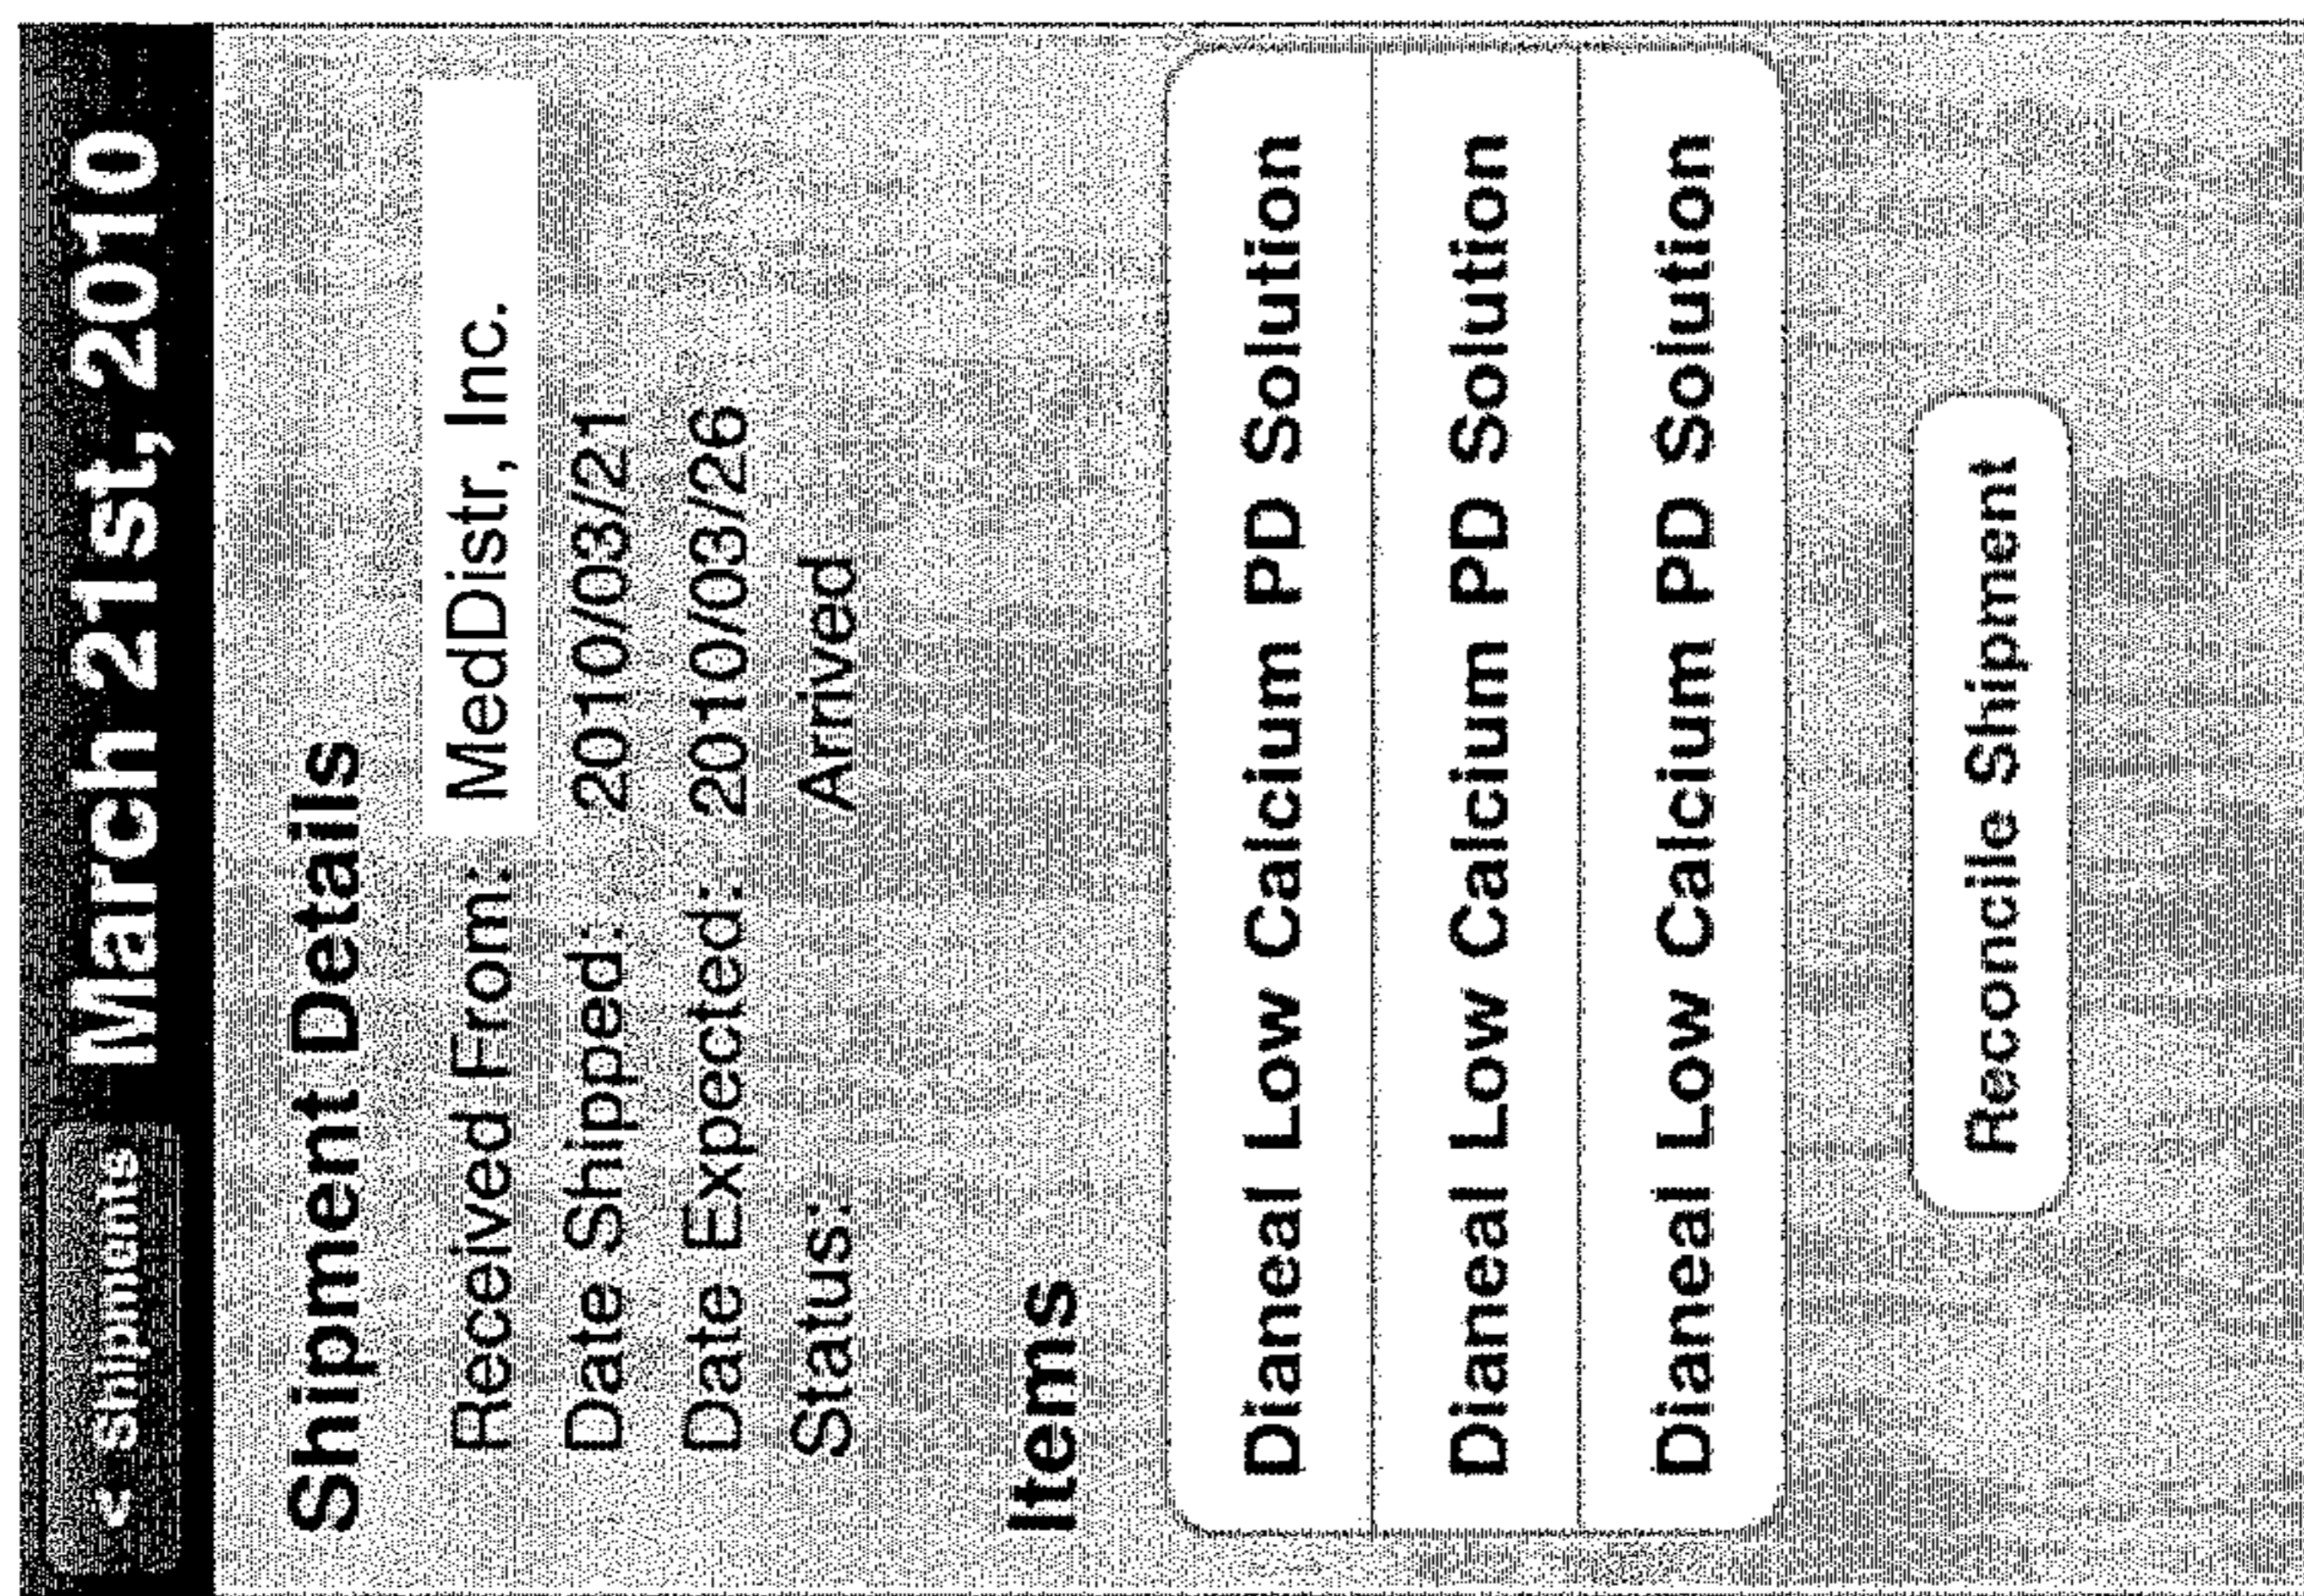 < Shipments March 21st, 2010
Shipment Details
Received From: MedDistr, Inc.
Date Shipped: 2010/03/21
Date Expected: 2010/03/26
Status: Arrived
Items
Dianeal Low Calcium PD Solution
Dianeal Low Calcium PD Solution
Dianeal Low Calcium PD Solution
Reconcile Shipment